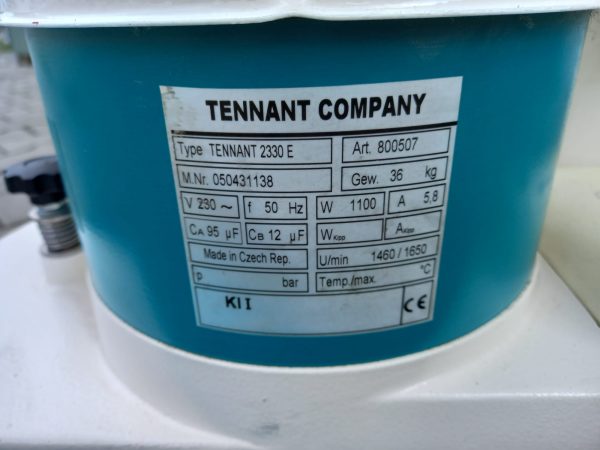 TENNANT COMPANY
Type TENNANT 2330 E Art. 800507
M.Nr. 050431138 Gew. 36 kg
V 230 ~ f 50 Hz W 1100 A 5,8
CA 95 µF CB 12 µF WKipp AKipp
Made in Czech Rep. U/min 1460 / 1650
p bar Temp./max. °C
KI I CE